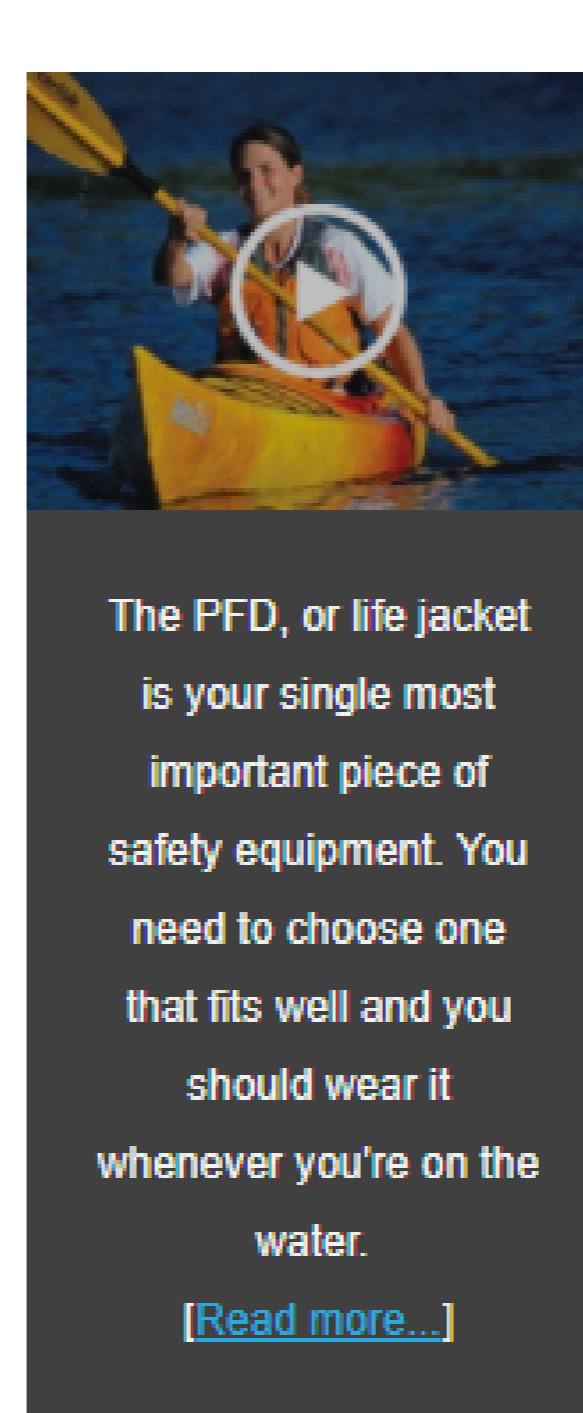 The PFD, or life jacket
is your single most
important piece of
safety equipment. You
need to choose one
that fits well and you
should wear it
whenever you're on the
water.
[Read more...]